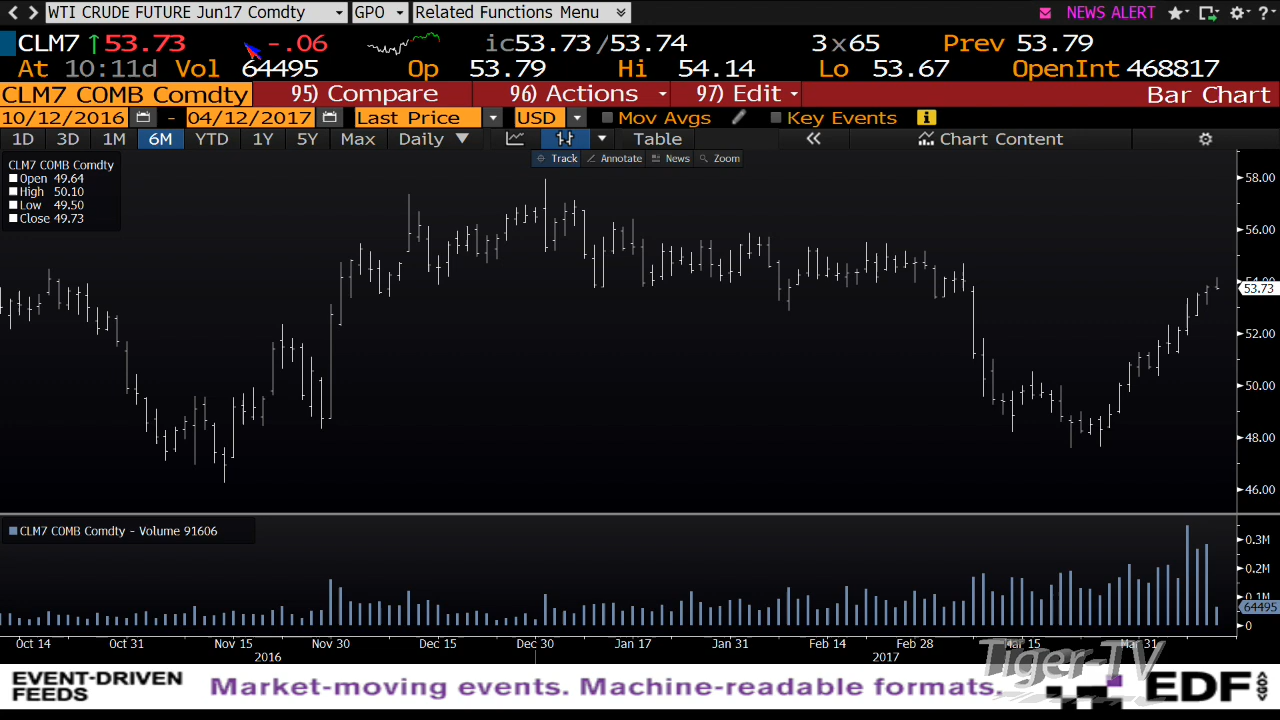 WTI CRUDE FUTURE Jun17 Comdty GPO Related Functions Menu NEWS ALERT ?
CLM7 ↑53.73 -.06 ic53.73/53.74 3x65 Prev 53.79
At 10:11d Vol 64495 Op 53.79 Hi 54.14 Lo 53.67 OpenInt 468817
CLM7 COMB Comdty 95) Compare 96) Actions 97) Edit Bar Chart
10/12/2016 - 04/12/2017 Last Price USD Mov Avgs Key Events i
1D 3D 1M 6M YTD 1Y 5Y Max Daily ▼ Table « Chart Content
Track Annotate News Zoom
CLM7 COMB Comdty
Open 49.64
High 50.10
Low 49.50
Close 49.73
58.00
56.00
54.00
53.73
52.00
50.00
48.00
46.00
CLM7 COMB Comdty - Volume 91606
0.3M
0.2M
0.1M
64495
0
Oct 14 Oct 31 Nov 15 Nov 30 Dec 15 Dec 30 Jan 17 Jan 31 Feb 14 Feb 28 Mar 15 Mar 31
2016 2017
Tiger-TV
EVENT-DRIVEN
FEEDS
Market-moving events. Machine-readable formats.
EDF